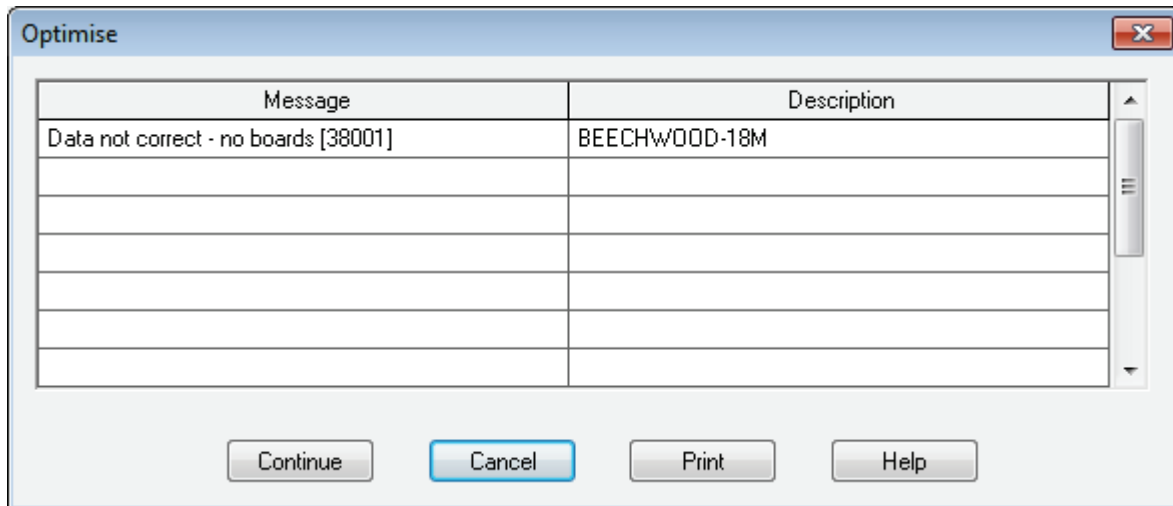 Optimise
Message Description
Data not correct - no boards [38001] BEECHWOOD-18M
Continue Cancel Print Help